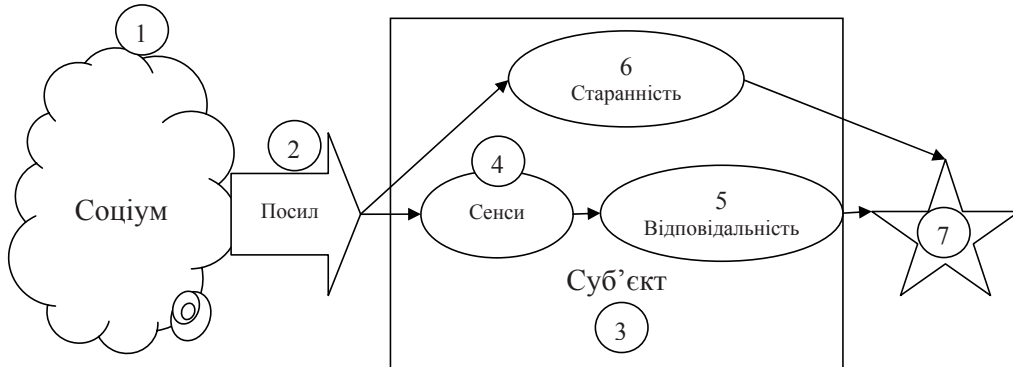 1
Соціум
2
Посил
6
Старанність
4
Сенси
5
Відповідальність
Суб’єкт
3
7